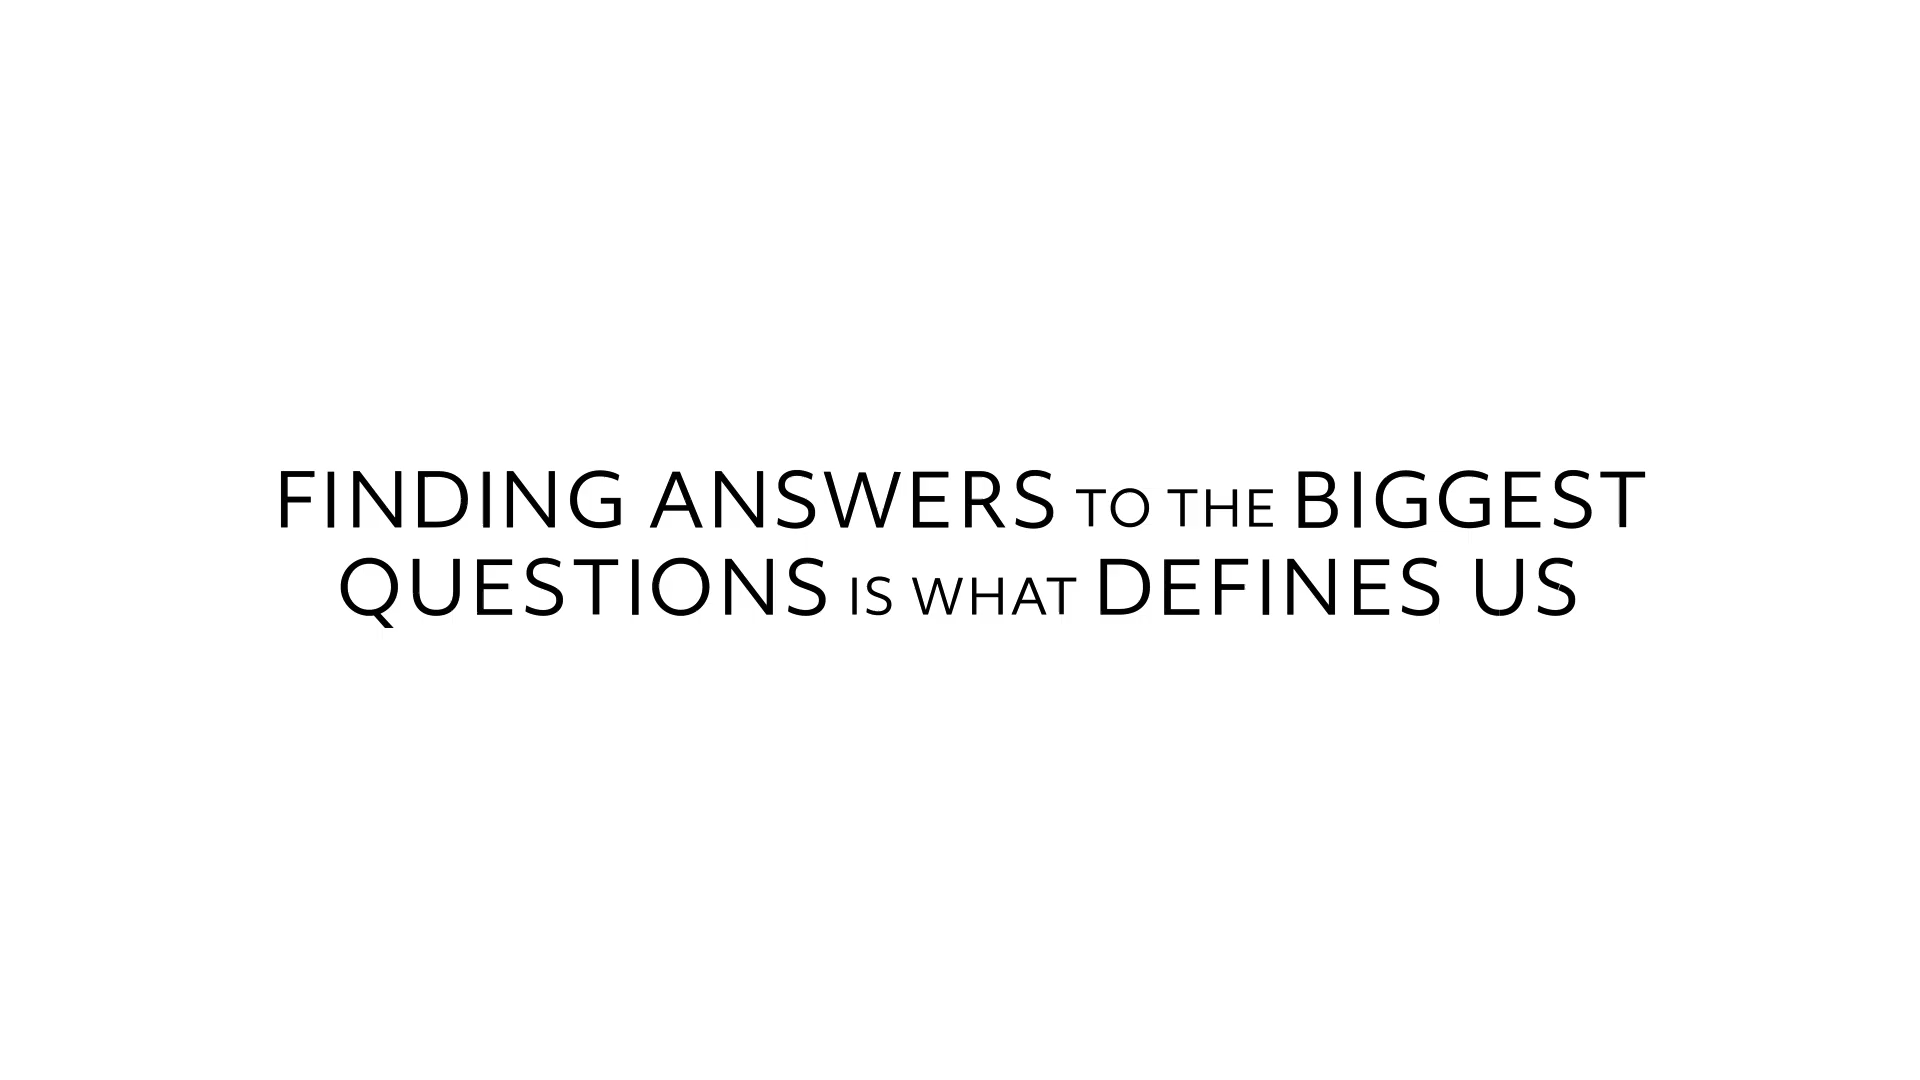 FINDING ANSWERS TO THE BIGGEST
QUESTIONS IS WHAT DEFINES US